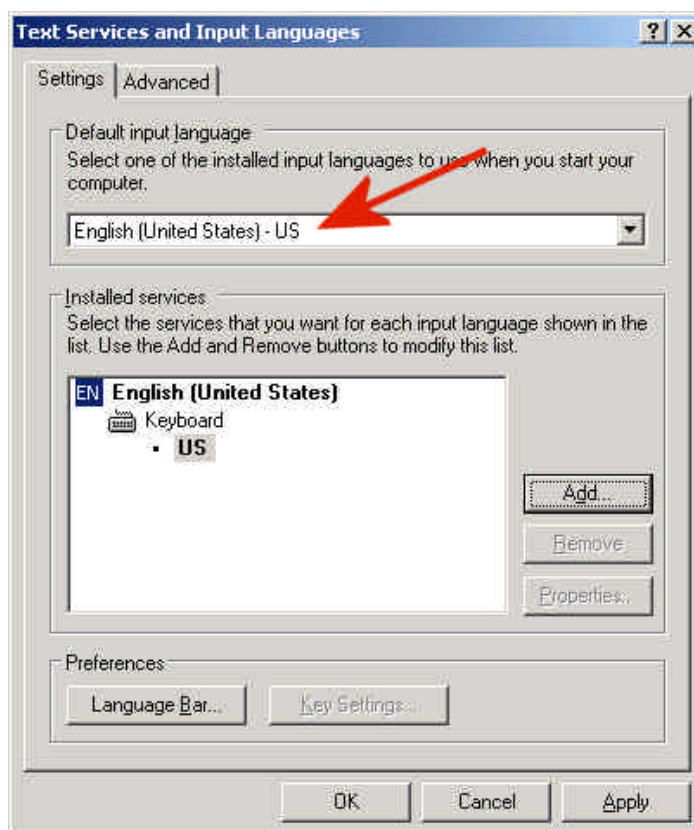 Text Services and Input Languages
Settings
Advanced
Default input language
Select one of the installed input languages to use when you start your
computer.
English (United States) - US
Installed services
Select the services that you want for each input language shown in the
list. Use the Add and Remove buttons to modify this list.
EN English (United States)
Keyboard
US
Add...
Remove
Properties...
Preferences
Language Bar...
Key Settings...
OK
Cancel
Apply